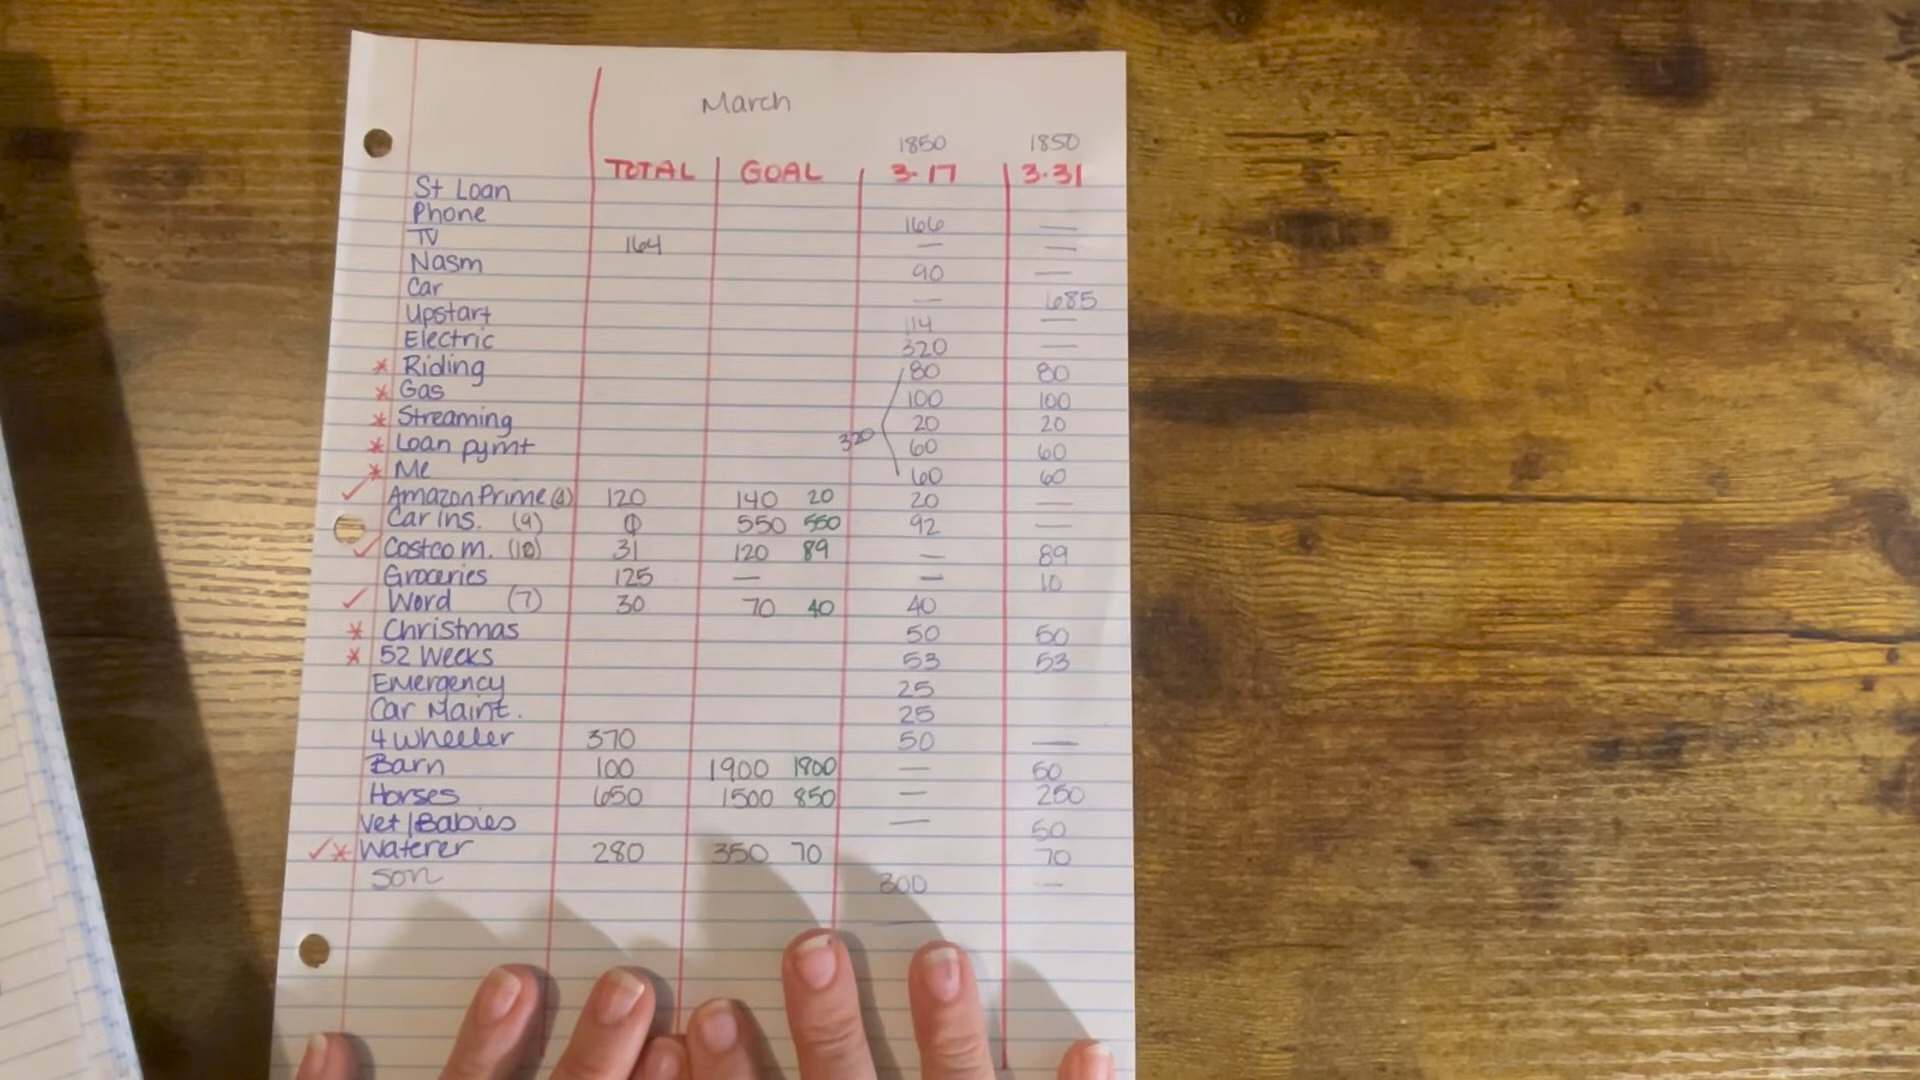 March
1850 1850
TOTAL GOAL 3.17 3.31
St Loan
Phone 166 —
TV 164 — —
Nasm 90 —
Car — 685
Upstart 114 —
Electric 320 —
* Riding 80 80
* Gas 100 100
* Streaming 20 20
* Loan pymt 320 60 60
* Me 60 60
✓ Amazon Prime (4) 120 140 20 20 —
Car Ins. (9) 0 550 550 92 —
✓ Costco m. (10) 31 120 89 — 89
Groceries 125 — — 10
✓ Word (7) 30 70 40 40
* Christmas 50 50
* 52 Weeks 53 53
Emergency 25
Car Maint. 25
4 wheeler 370 50 —
Barn 100 1900 1800 — 50
Horses 650 1500 850 — 250
Vet/Babies — 50
✓* Waterer 280 350 70 70
son 300 —